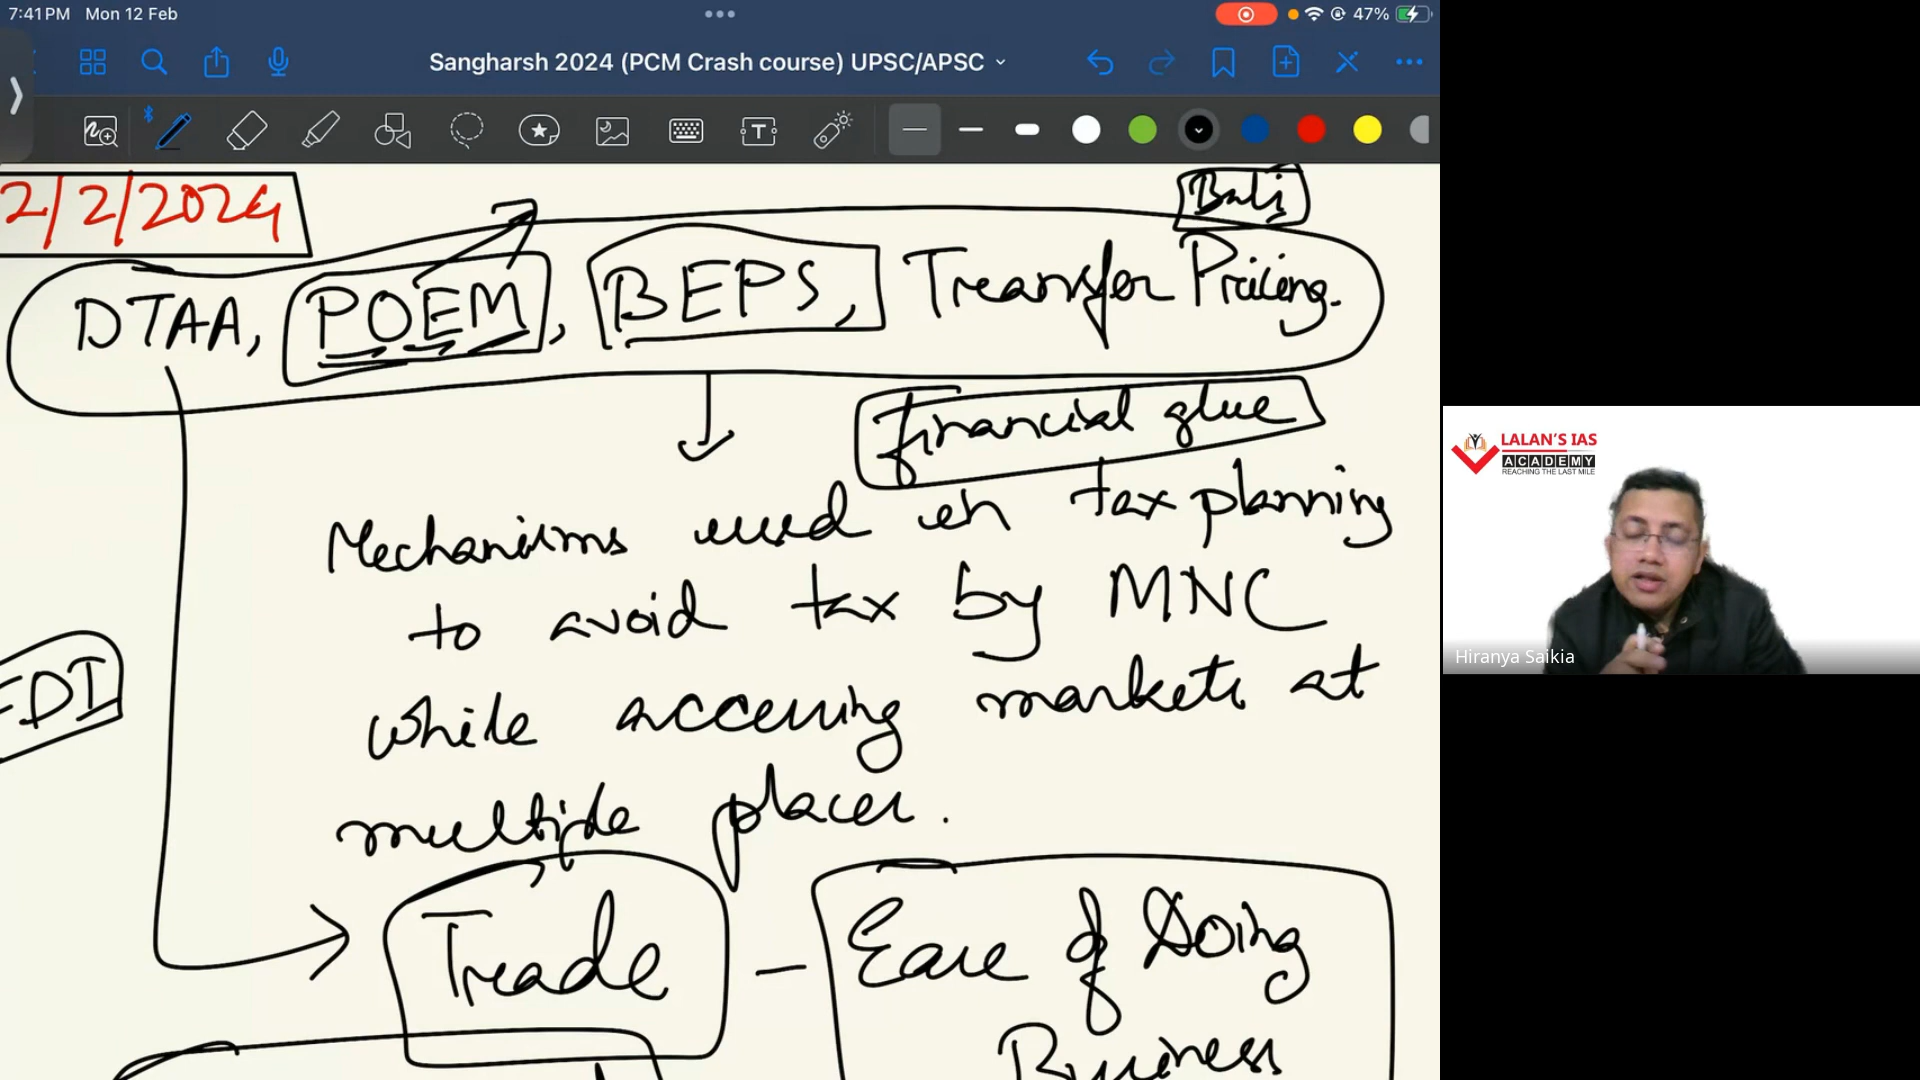 7:41 PM Mon 12 Feb
47%
Sangharsh 2024 (PCM Crash course) UPSC/APSC
2/2/2024
Bali
DTAA, POEM, BEPS, Transfer Pricing.
financial glue
Mechanisms used in tax planning
to avoid tax by MNC
while accessing markets at
multiple places.
FDI
Trade - Ease of Doing
Business
LALAN'S IAS
ACADEMY
REACHING THE LAST MILE
Hiranya Saikia